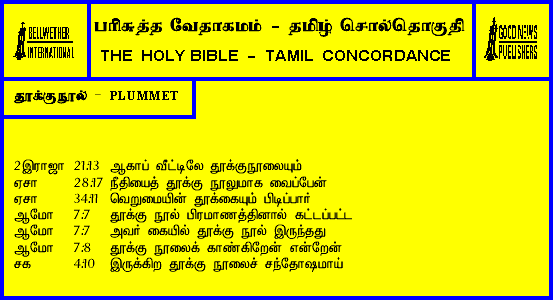 BELLWETHER
INTERNATIONAL
பரிசுத்த வேதாகமம் - தமிழ் சொல்தொகுதி
THE HOLY BIBLE - TAMIL CONCORDANCE
GOOD NEWS
PUBLISHERS
தூக்குநூல் - PLUMMET
2இராஜா 21:13 ஆகாப் வீட்டிலே தூக்குநூலையும்
ஏசா 28:17 நீதியைத் தூக்கு நூலுமாக வைப்பேன்
ஏசா 34:11 வெறுமையின் தூக்கையும் பிடிப்பார்
ஆமோ 7:7 தூக்கு நூல் பிரமாணத்தினால் கட்டப்பட்ட
ஆமோ 7:7 அவர் கையில் தூக்கு நூல் இருந்தது
ஆமோ 7:8 தூக்கு நூலைக் காண்கிறேன் என்றேன்
சக 4:10 இருக்கிற தூக்கு நூலைச் சந்தோஷமாய்